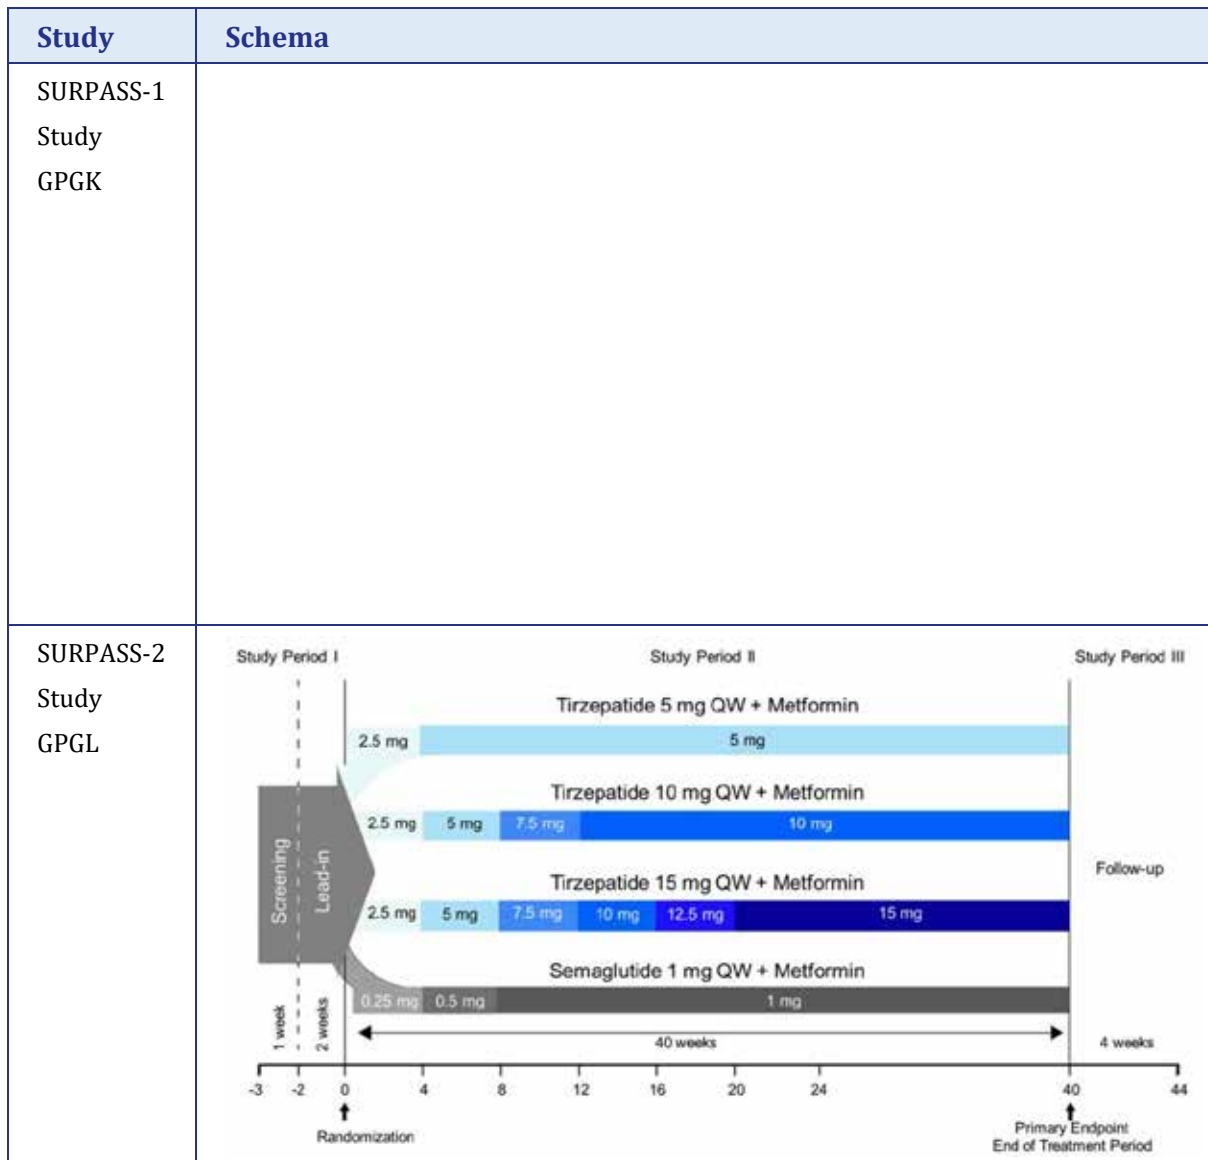 Study Schema
SURPASS-1
Study
GPGK
SURPASS-2
Study
GPGL
Study Period I Study Period II Study Period III
Tirzepatide 5 mg QW + Metformin
2.5 mg 5 mg
Tirzepatide 10 mg QW + Metformin
2.5 mg 5 mg 7.5 mg 10 mg
Screening
Lead-in
Follow-up
Tirzepatide 15 mg QW + Metformin
2.5 mg 5 mg 7.5 mg 10 mg 12.5 mg 15 mg
Semaglutide 1 mg QW + Metformin
0.25 mg 0.5 mg 1 mg
1 week
2 weeks
40 weeks 4 weeks
-3 -2 0 4 8 12 16 20 24 40 44
Randomization
Primary Endpoint
End of Treatment Period